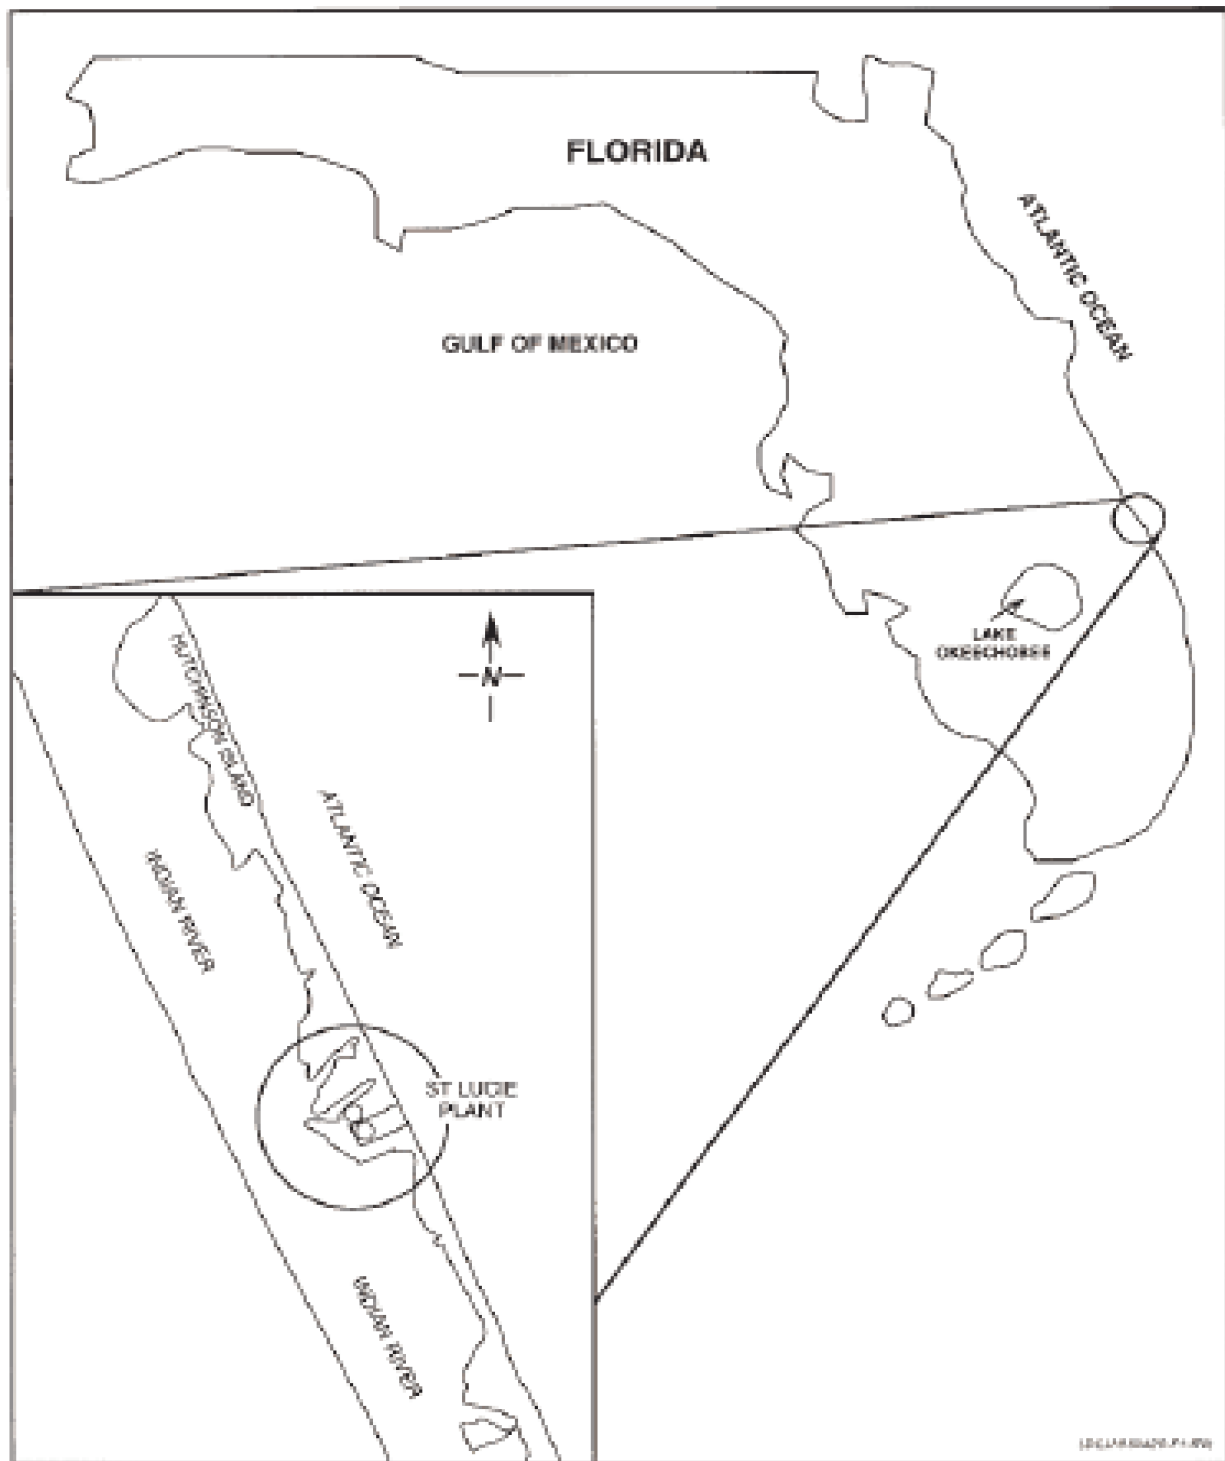 FLORIDA
ATLANTIC OCEAN
GULF OF MEXICO
LAKE
OKEECHOBEE
N
HUTCHINSON ISLAND
ATLANTIC OCEAN
INDIAN RIVER
ST LUCIE
PLANT
INDIAN RIVER